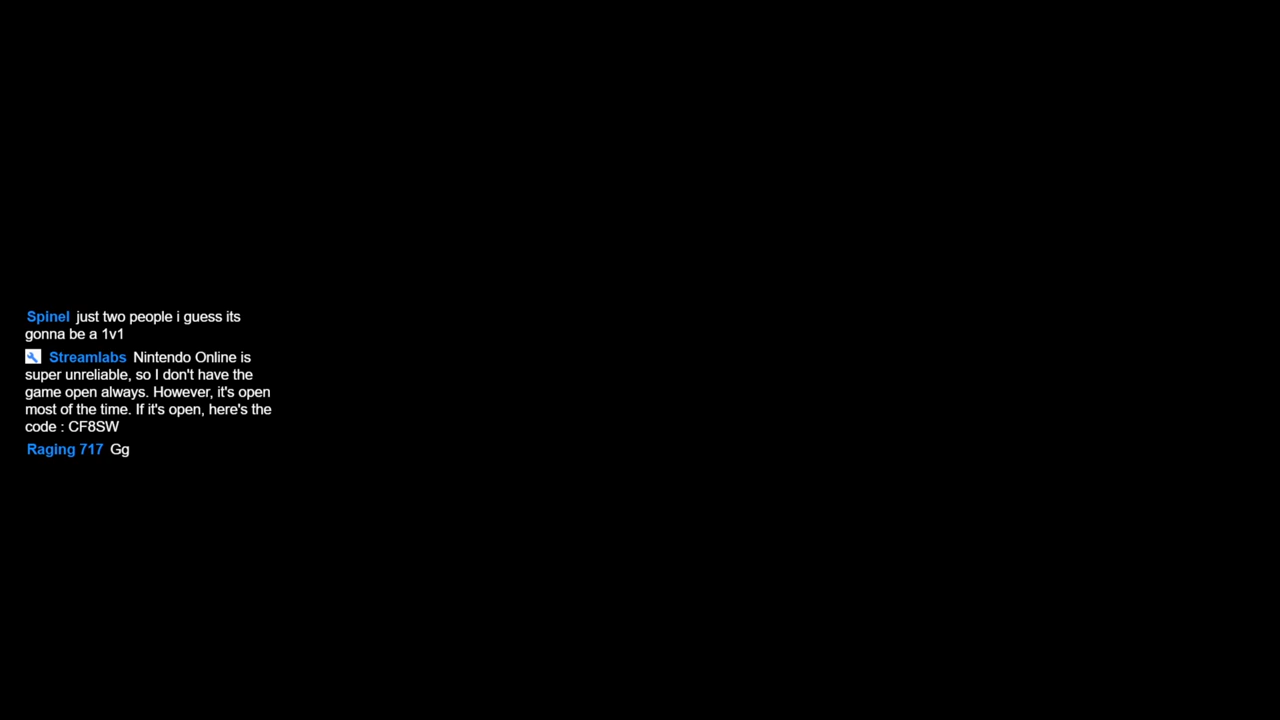 Spinel just two people i guess its
gonna be a 1v1
Streamlabs Nintendo Online is
super unreliable, so I don't have the
game open always. However, it's open
most of the time. If it's open, here's the
code : CF8SW
Raging 717 Gg